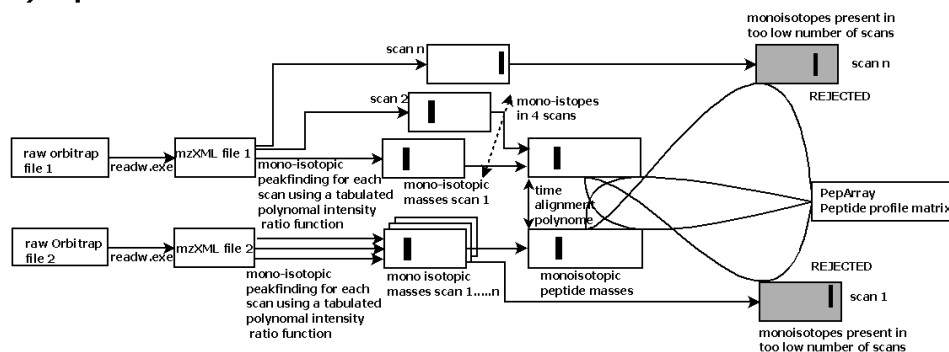 monoisotopes present in
too low number of scans
scan n
scan n
REJECTED
scan 2
mono-istopes
in 4 scans
raw orbitrap
file 1
readw.exe
mzXML file 1
mono-isotopic
peakfinding for each
scan using a tabulated
polynomal intensity
ratio function
mono-isotopic
masses scan 1
time
alignment
polynome
PepArray
Peptide profile matrix
raw Orbitrap
file 2
readw.exe
mzXML file 2
mono-isotopic
peakfinding for each
scan using a tabulated
polynomial intensity
ratio function
mono isotopic
masses scan 1.....n
monoisotopic
peptide masses
REJECTED
scan 1
monoisotopes present in
too low number of scans